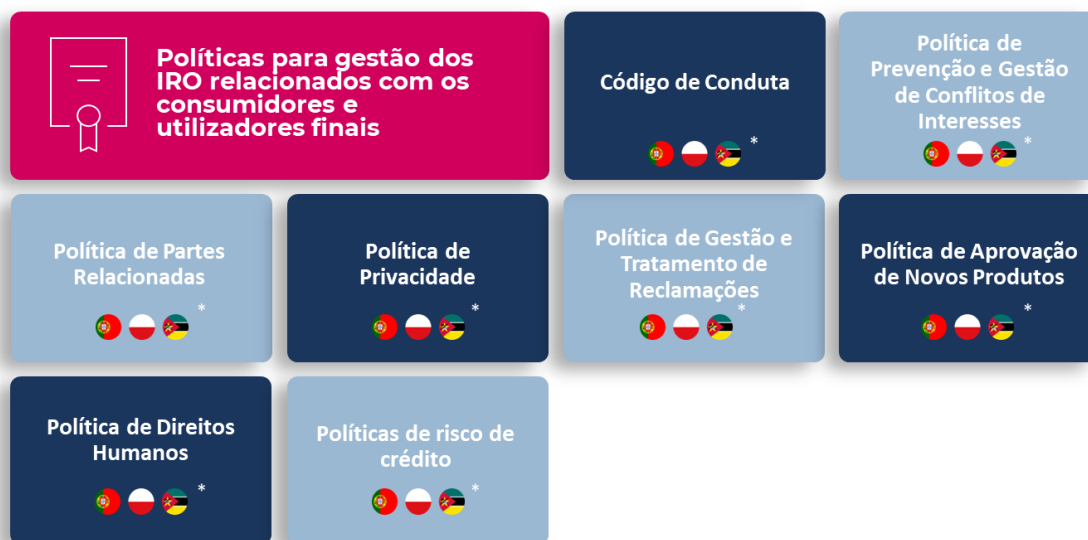 Políticas para gestão dos
IRO relacionados com os
consumidores e
utilizadores finais
Código de Conduta
*
Política de
Prevenção e Gestão
de Conflitos de
Interesses
*
Política de Partes
Relacionadas
*
Política de
Privacidade
*
Política de Gestão e
Tratamento de
Reclamações
*
Política de Aprovação
de Novos Produtos
*
Política de Direitos
Humanos
*
Políticas de risco de
crédito
*